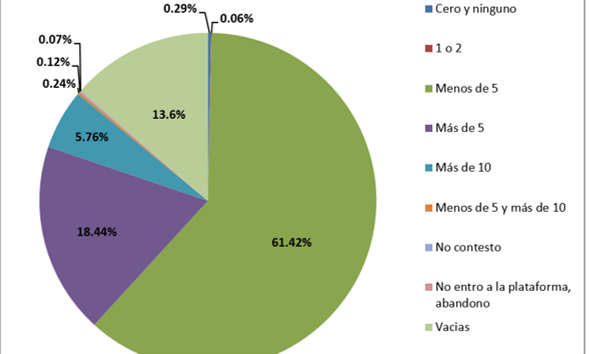 0.29%
0.06%
0.07%
0.12%
0.24%
13.6%
5.76%
18.44%
61.42%
Cero y ninguno
1 o 2
Menos de 5
Más de 5
Más de 10
Menos de 5 y más de 10
No contesto
No entro a la plataforma,
abandono
Vacias